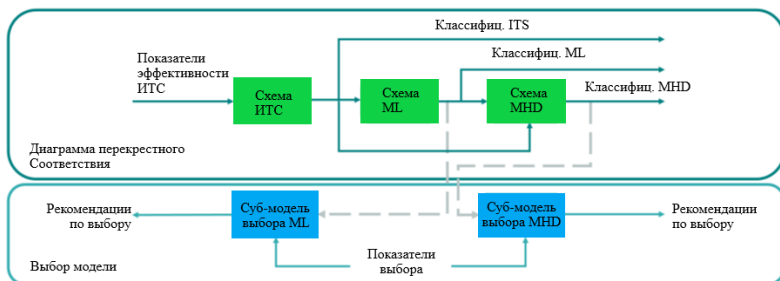 Классифиц. ITS
Показатели
эффективности
ИТС
Классифиц. ML
Классифиц. MHD
Схема
ИТС
Схема
ML
Схема
MHD
Диаграмма перекрестного
Соответствия
Рекомендации
по выбору
Суб-модель
выбора ML
Суб-модель
выбора MHD
Рекомендации
по выбору
Показатели
выбора
Выбор модели